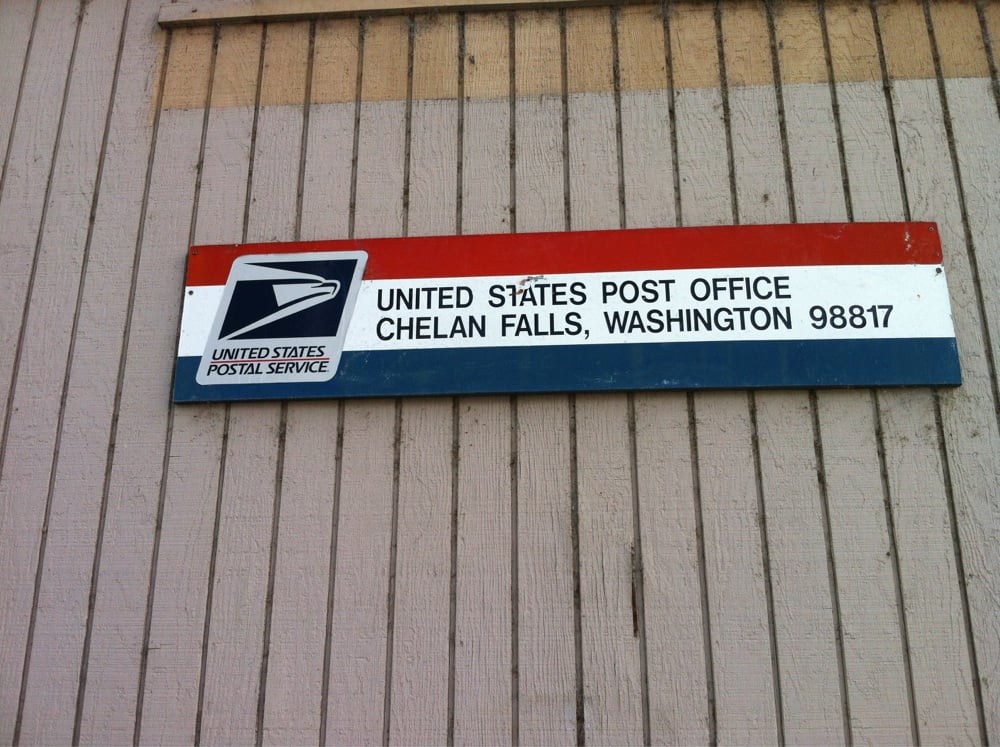 UNITED STATES POST OFFICE
CHELAN FALLS, WASHINGTON 98817
UNITED STATES
POSTAL SERVICE